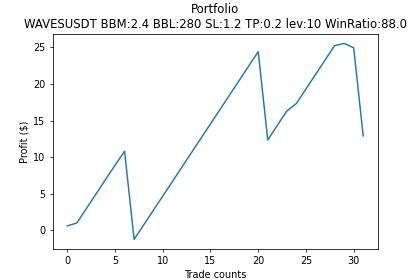 Portfolio
WAVESUSDT BBM:2.4 BBL:280 SL:1.2 TP:0.2 lev:10 WinRatio:88.0
25
20
15
10
5
0
Profit ($)
0 5 10 15 20 25 30
Trade counts